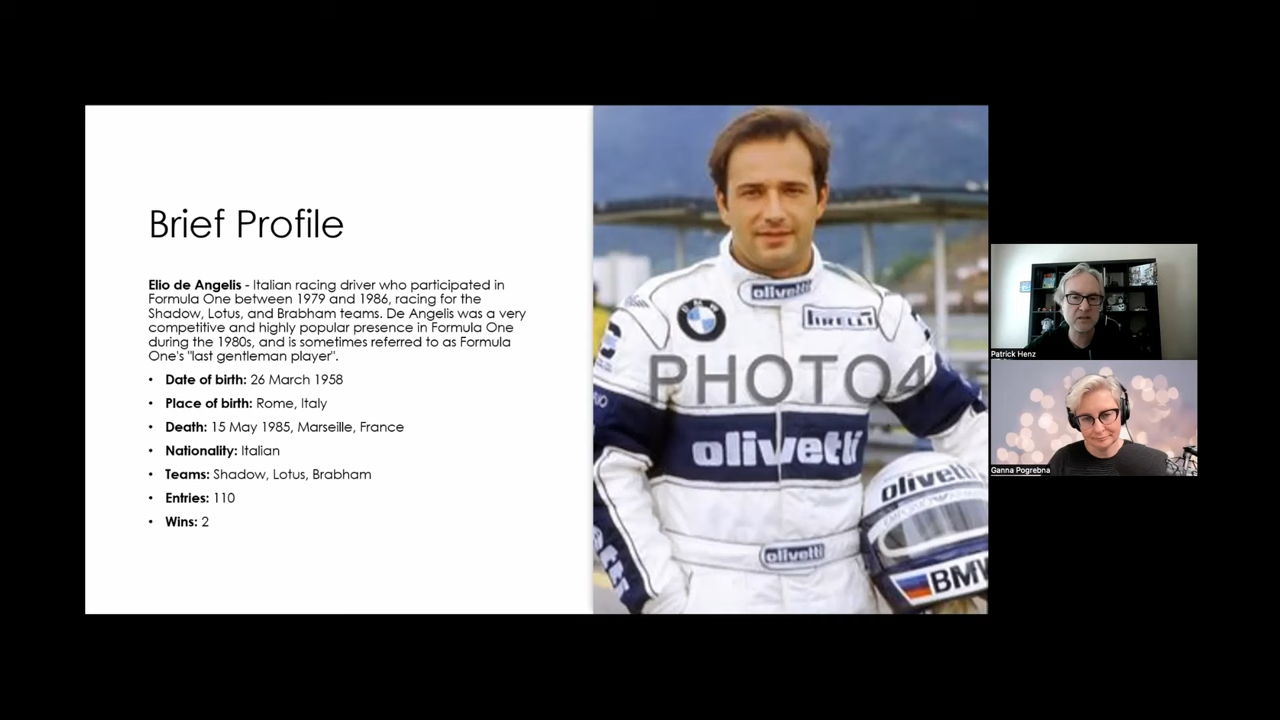 Brief Profile
Elio de Angelis - Italian racing driver who participated in
Formula One between 1979 and 1986, racing for the
Shadow, Lotus, and Brabham teams. De Angelis was a very
competitive and highly popular presence in Formula One
during the 1980s, and is sometimes referred to as Formula
One's "last gentleman player".
• Date of birth: 26 March 1958
• Place of birth: Rome, Italy
• Death: 15 May 1985, Marseille, France
• Nationality: Italian
• Teams: Shadow, Lotus, Brabham
• Entries: 110
• Wins: 2
olivetti
BMW
PIRELLI
PHOTO4
olivetti
olivetti
olivetti
BMW
Patrick Henz
Ganna Pogrebna